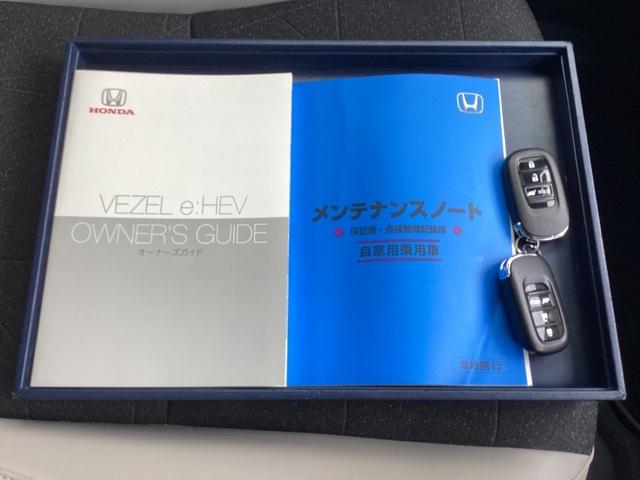 HONDA
VEZEL e:HEV
OWNER'S GUIDE
オーナーズガイド
メンテナンスノート
保証書・点検整備記録簿
自家用乗用車
常時携行